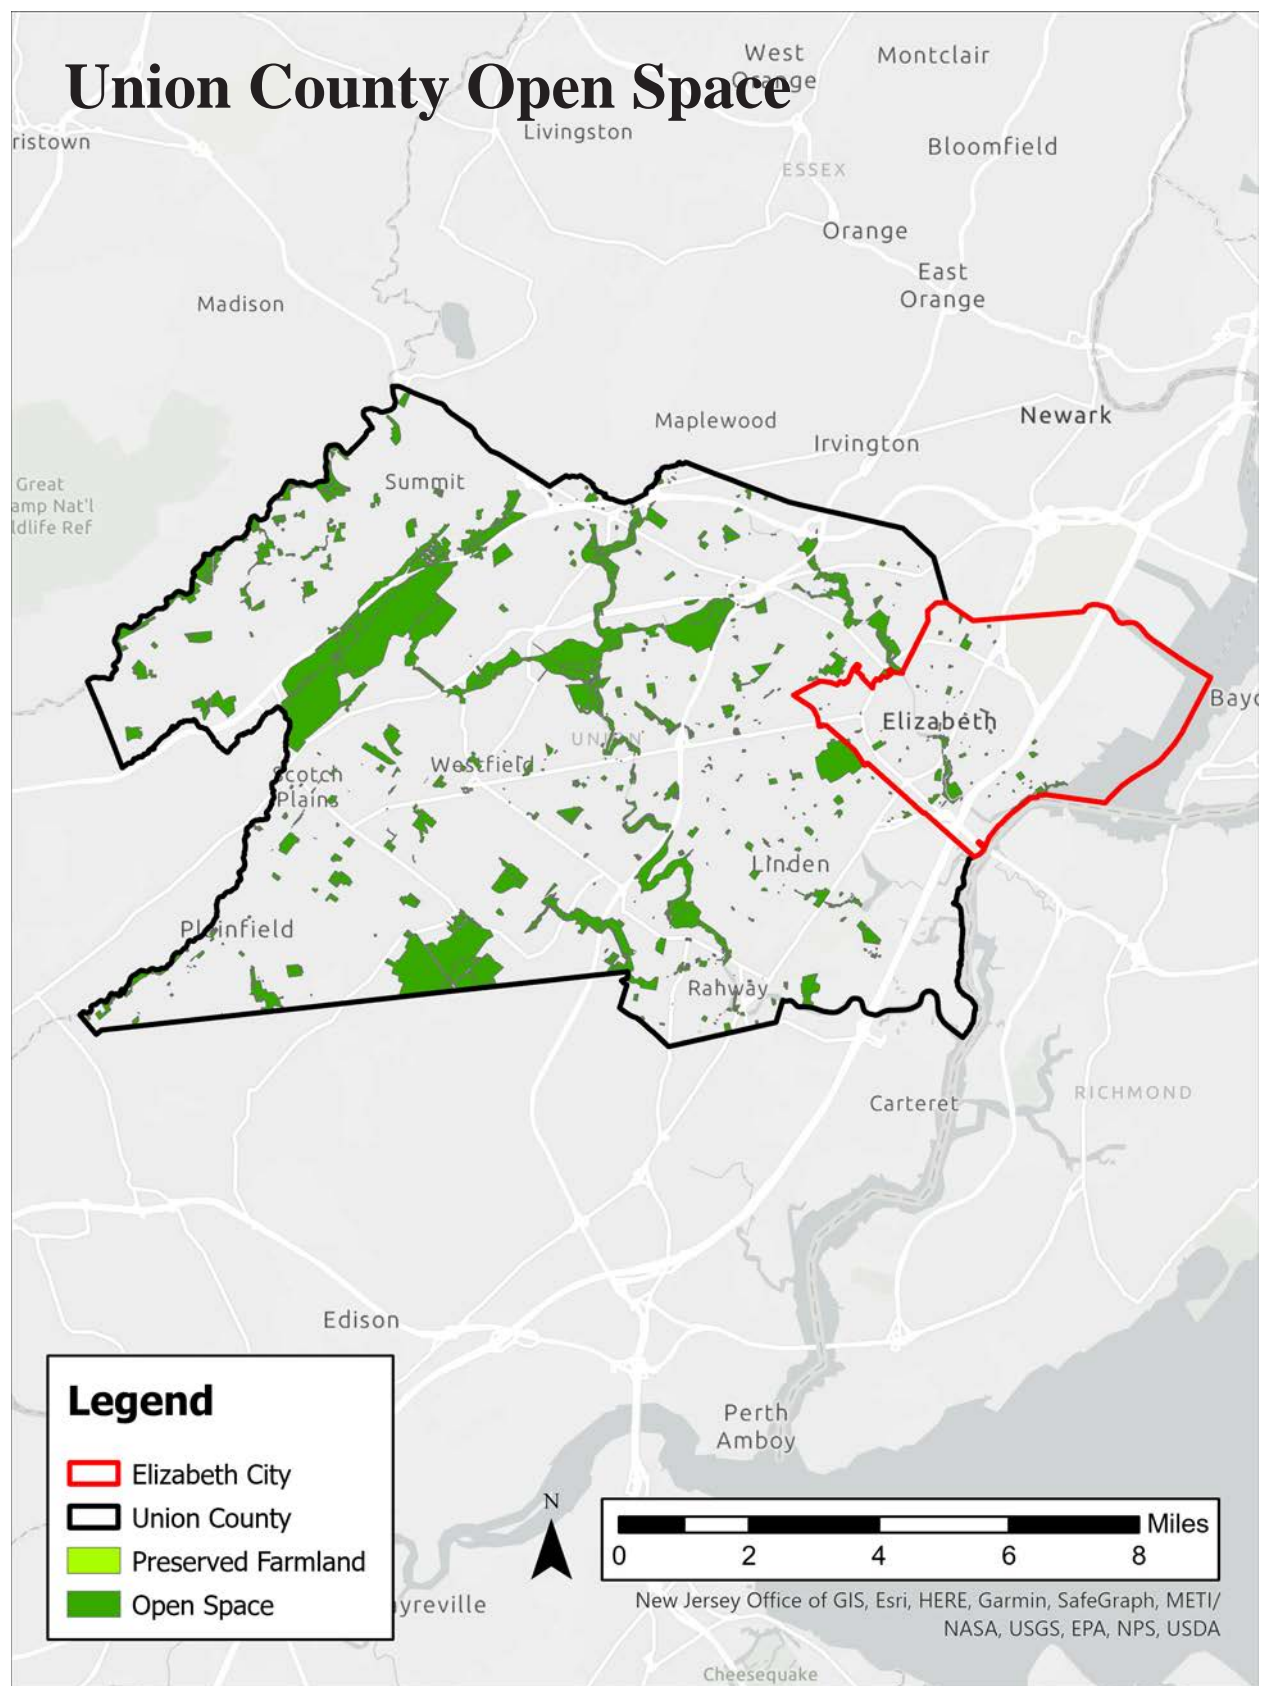 Union County Open Space
West
Orange
Montclair
ristown
Livingston
Bloomfield
ESSEX
Orange
East
Orange
Madison
Newark
Maplewood
Irvington
Great
amp Nat'l
ldlife Ref
Summit
Bayo
Elizabeth
UNION
Westfield
Scotch
Plains
Linden
Plainfield
Rahway
Carteret
RICHMOND
Edison
Perth
Amboy
Legend
Elizabeth City
Union County
Preserved Farmland
Open Space
N
Miles
0 2 4 6 8
yreville
New Jersey Office of GIS, Esri, HERE, Garmin, SafeGraph, METI/
NASA, USGS, EPA, NPS, USDA
Cheesequake